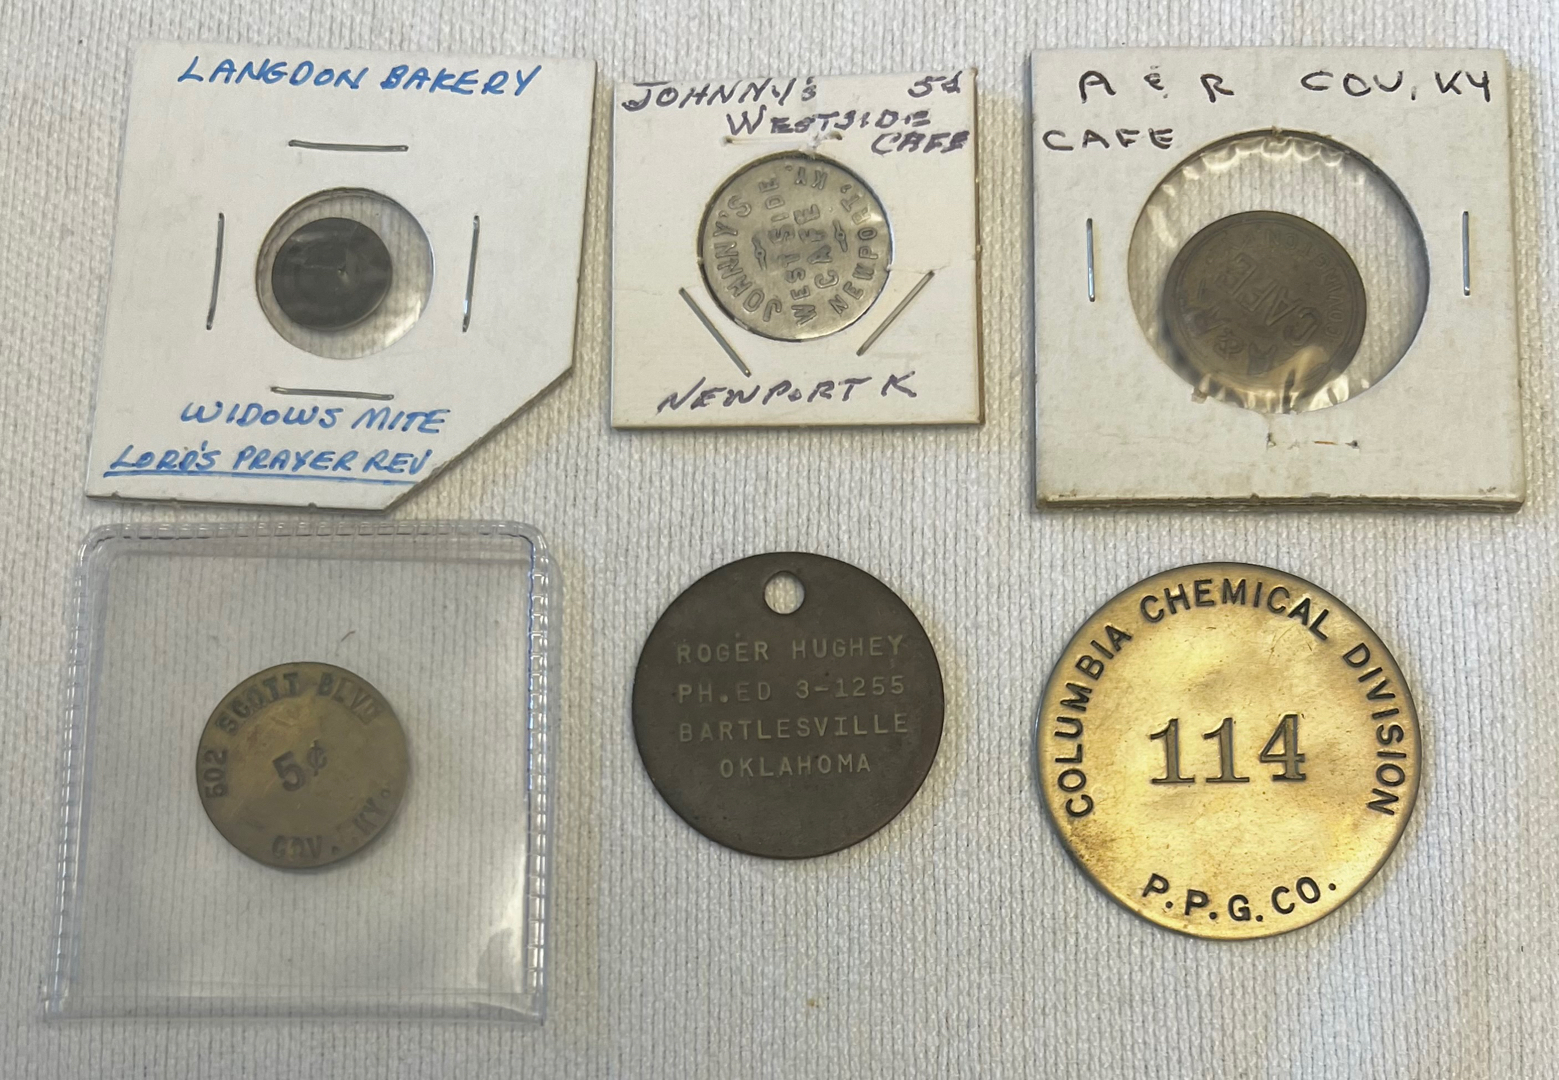 LANGDON BAKERY
WIDOWS MITE
LORD'S PRAYER REV
JOHNNY'S 5¢
WESTSIDE
CAFE
JOHNNY'S
WESTSIDE
CAFE
NEWPORT, KY.
NEWPORT K
A & R COV, KY
CAFE
A & R
CAFE
602 SCOTT BLVD
5¢
COV. KY.
ROGER HUGHEY
PH.ED 3-1255
BARTLESVILLE
OKLAHOMA
COLUMBIA CHEMICAL DIVISION
114
P.P.G.CO.